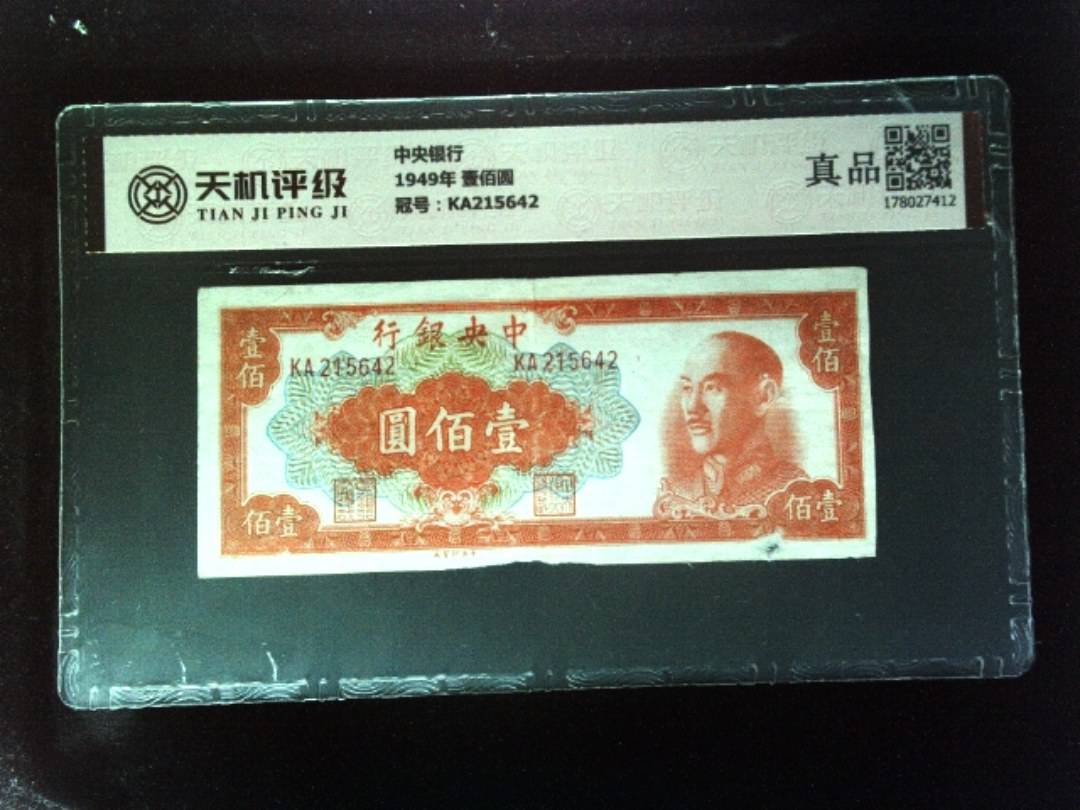 天机评级
TIAN JI PING JI
中央银行
1949年 壹佰圆
冠号：KA215642
真品
178027412
行銀央中
KA215642 KA215642
壹佰
壹佰
圓佰壹
佰壹
佰壹